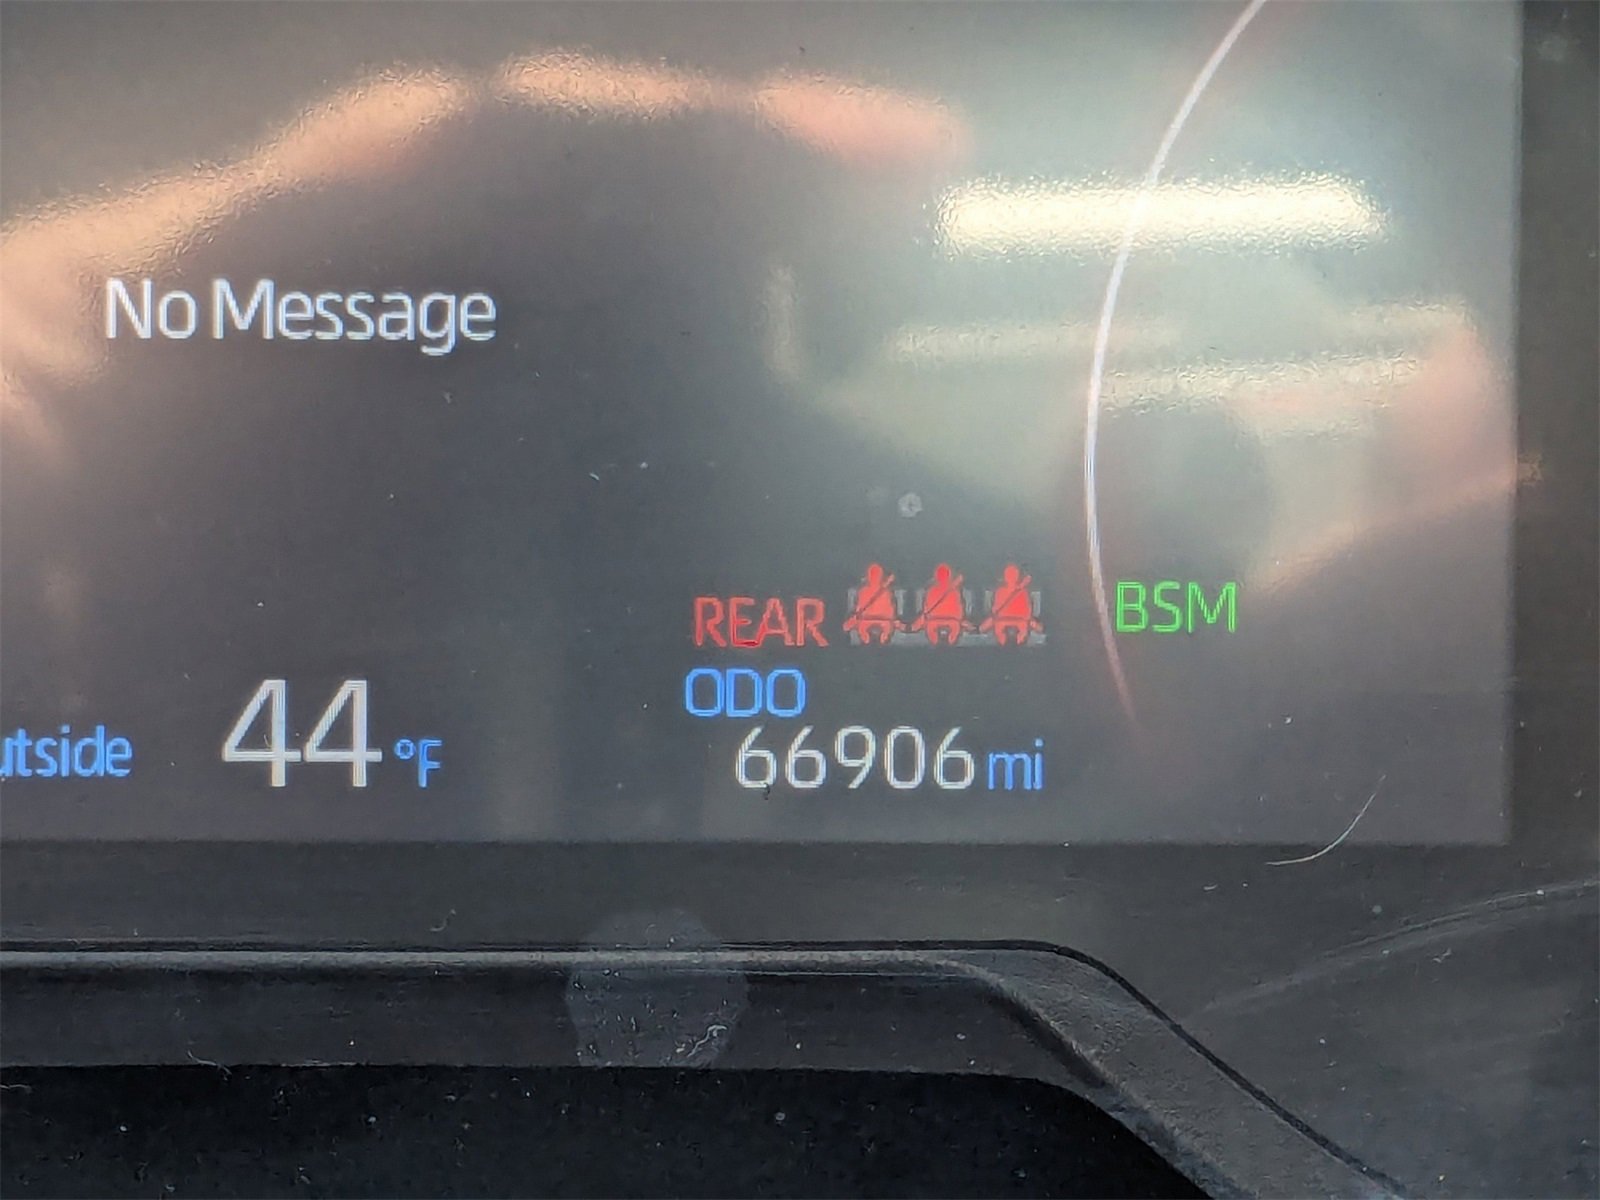 No Message
REAR
BSM
ODO
utside 44 °F
66906 mi